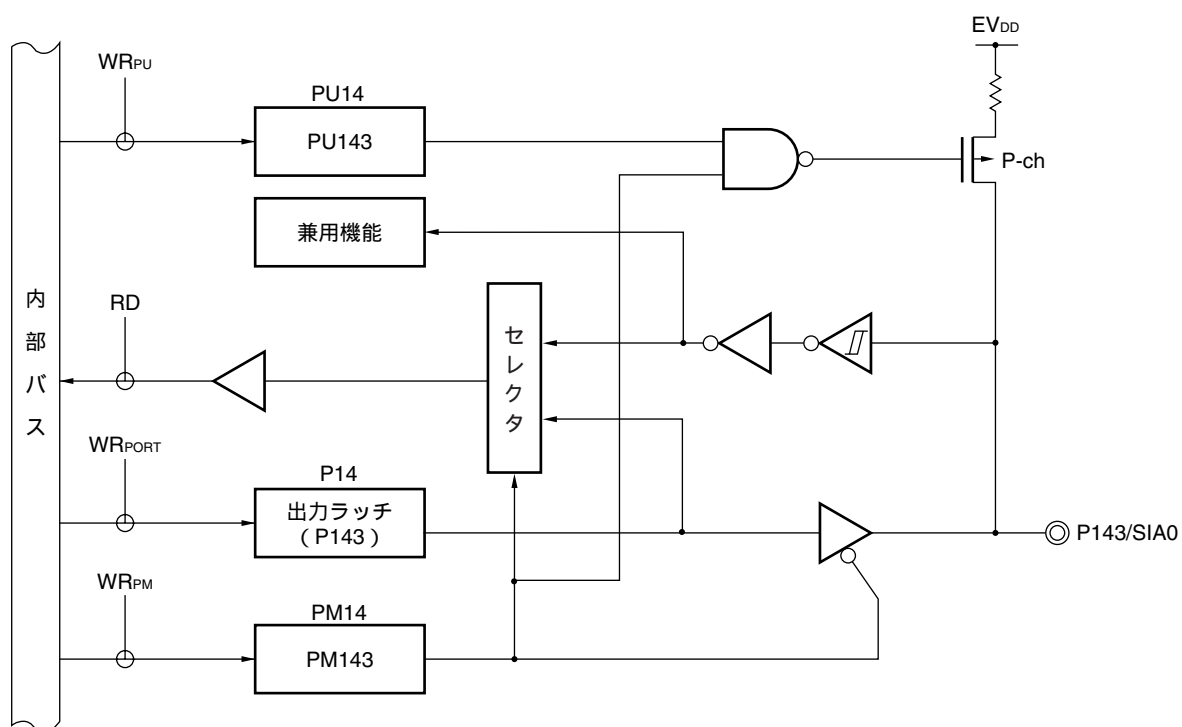 EVDD
WRPU
PU14
PU143
P-ch
兼用機能
内部バス
RD
セレクタ
WRPORT
P14
出力ラッチ
（P143）
P143/SIA0
WRPM
PM14
PM143